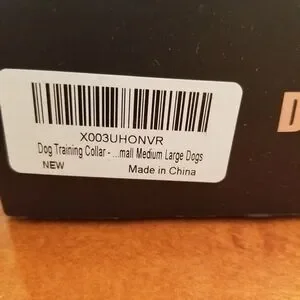 X003UHONVR
Dog Training Collar - ...mall Medium Large Dogs
NEW
Made in China
D